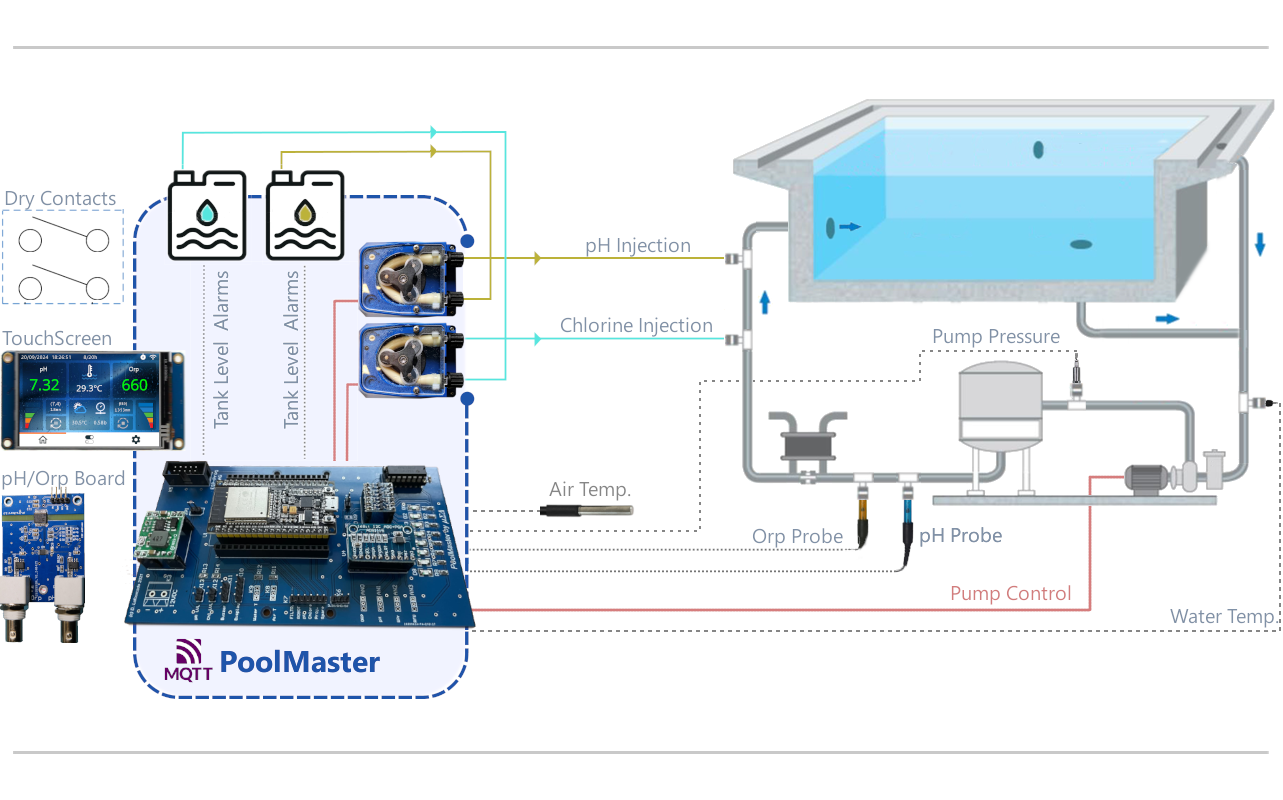 Dry Contacts
TouchScreen
20/09/2024 18:26:51 8/20h
pH
Orp
7.32
29.3°C
660
pH/Orp Board
Tank Level Alarms
Tank Level Alarms
pH Injection
Chlorine Injection
Pump Pressure
Air Temp.
Orp Probe
pH Probe
Pump Control
Water Temp.
MQTT
PoolMaster